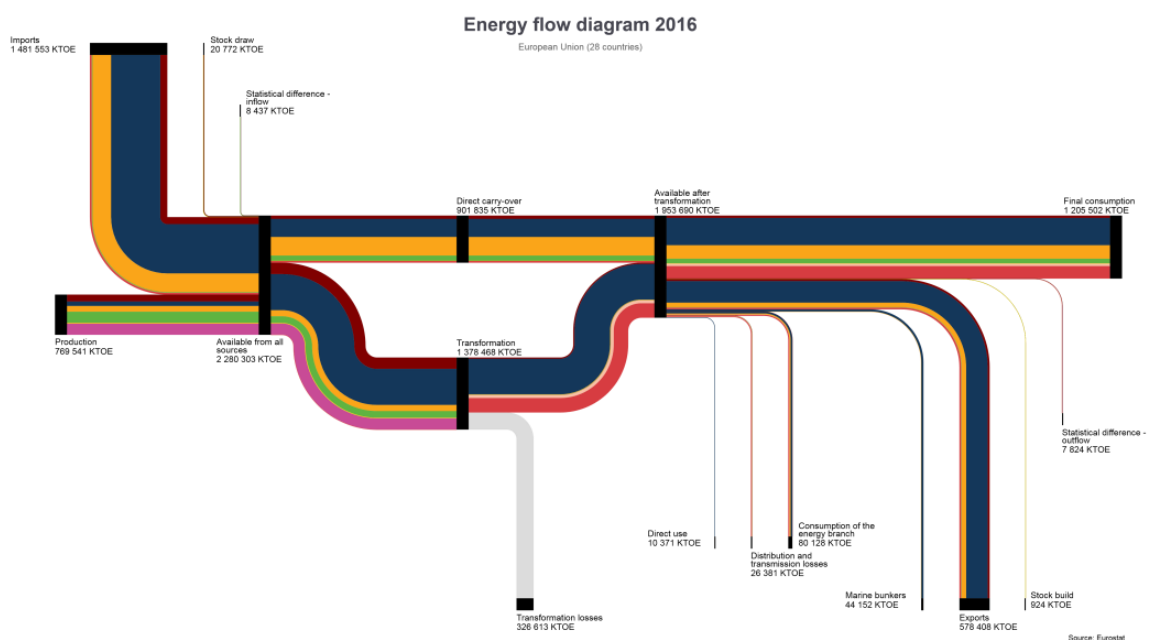 Energy flow diagram 2016
European Union (28 countries)
Imports
1 481 553 KTOE
Stock draw
20 772 KTOE
Statistical difference -
inflow
8 437 KTOE
Direct carry-over
901 835 KTOE
Available after
transformation
1 953 690 KTOE
Final consumption
1 205 502 KTOE
Production
769 541 KTOE
Available from all
sources
2 280 303 KTOE
Transformation
1 378 468 KTOE
Statistical difference -
outflow
7 824 KTOE
Direct use
10 371 KTOE
Consumption of the
energy branch
80 128 KTOE
Distribution and
transmission losses
26 381 KTOE
Marine bunkers
44 152 KTOE
Stock build
924 KTOE
Transformation losses
326 613 KTOE
Exports
578 408 KTOE
Source: Eurostat